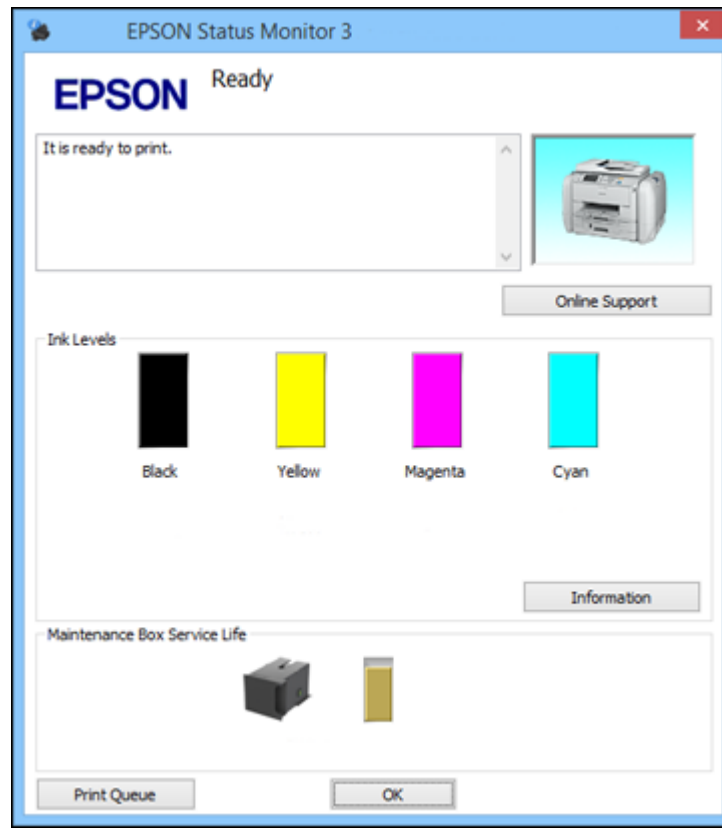 EPSON Status Monitor 3
EPSON
Ready
It is ready to print.
Online Support
Ink Levels
Black Yellow Magenta Cyan
Information
Maintenance Box Service Life
Print Queue OK